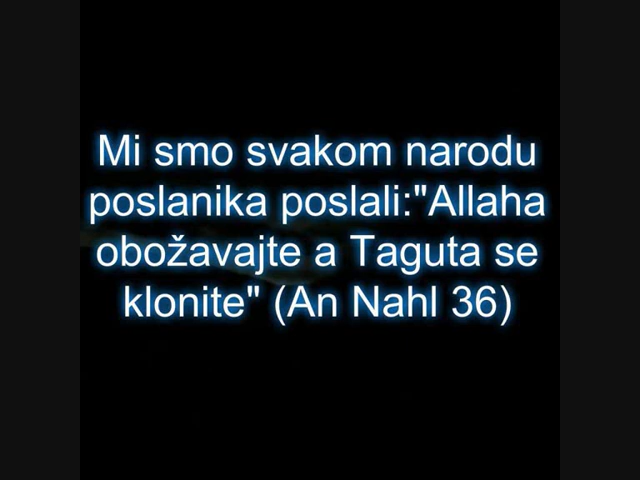 Mi smo svakom narodu
poslanika poslali:"Allaha
obožavajte a Taguta se
klonite" (An Nahl 36)